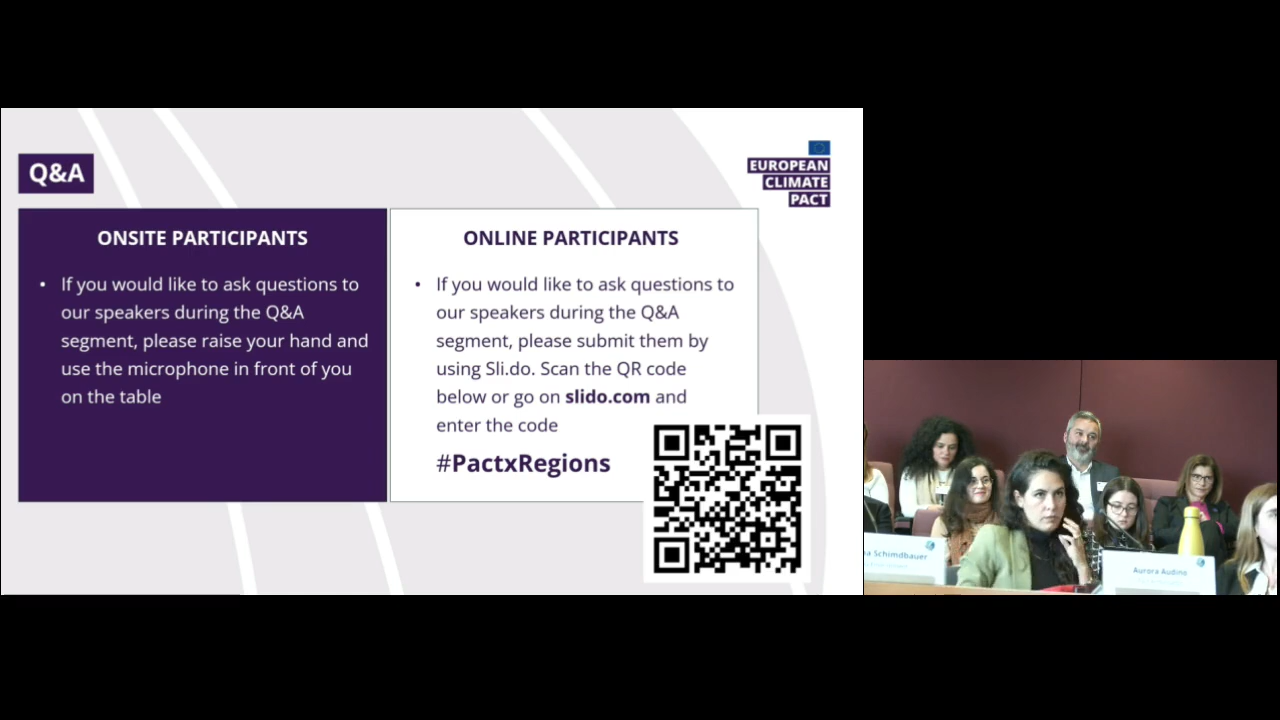 Q&A
EUROPEAN
CLIMATE
PACT
ONSITE PARTICIPANTS
• If you would like to ask questions to
our speakers during the Q&A
segment, please raise your hand and
use the microphone in front of you
on the table
ONLINE PARTICIPANTS
• If you would like to ask questions to
our speakers during the Q&A
segment, please submit them by
using Sli.do. Scan the QR code
below or go on slido.com and
enter the code
#PactxRegions
Schimdbauer
Aurora Audine